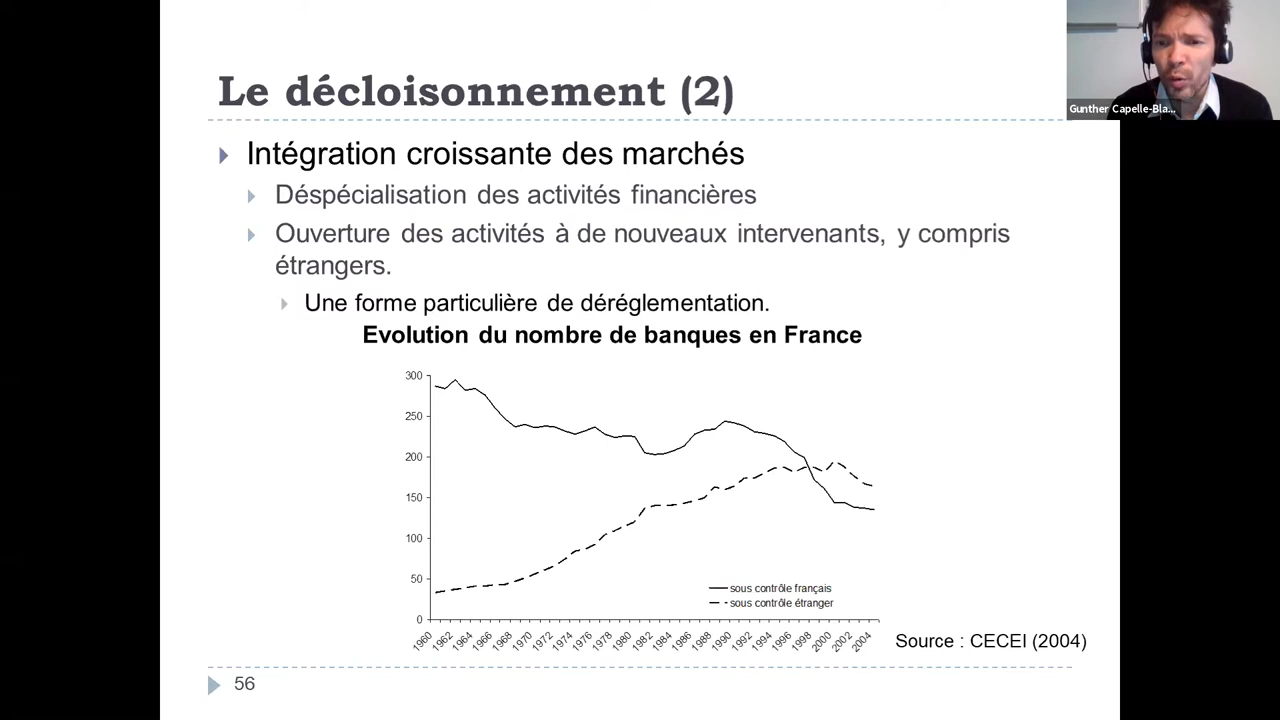 Le décloisonnement (2)
Gunther Capelle-Bla...
Intégration croissante des marchés
Déspécialisation des activités financières
Ouverture des activités à de nouveaux intervenants, y compris
étrangers.
Une forme particulière de déréglementation.
Evolution du nombre de banques en France
300
250
200
150
100
50
0
sous contrôle français
sous contrôle étranger
1960 1962 1964 1966 1968 1970 1972 1974 1976 1978 1980 1982 1984 1986 1988 1990 1992 1994 1996 1998 2000 2002 2004
Source : CECEI (2004)
56